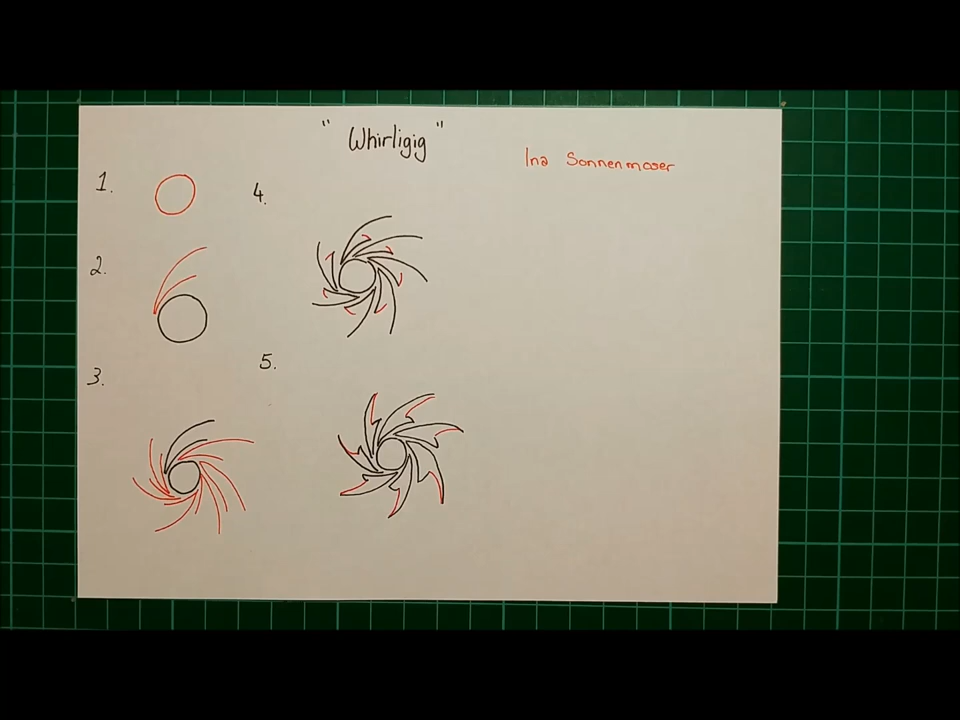 " Whirligig "
Ina Sonnenmoser
1.
4.
2.
3.
5.